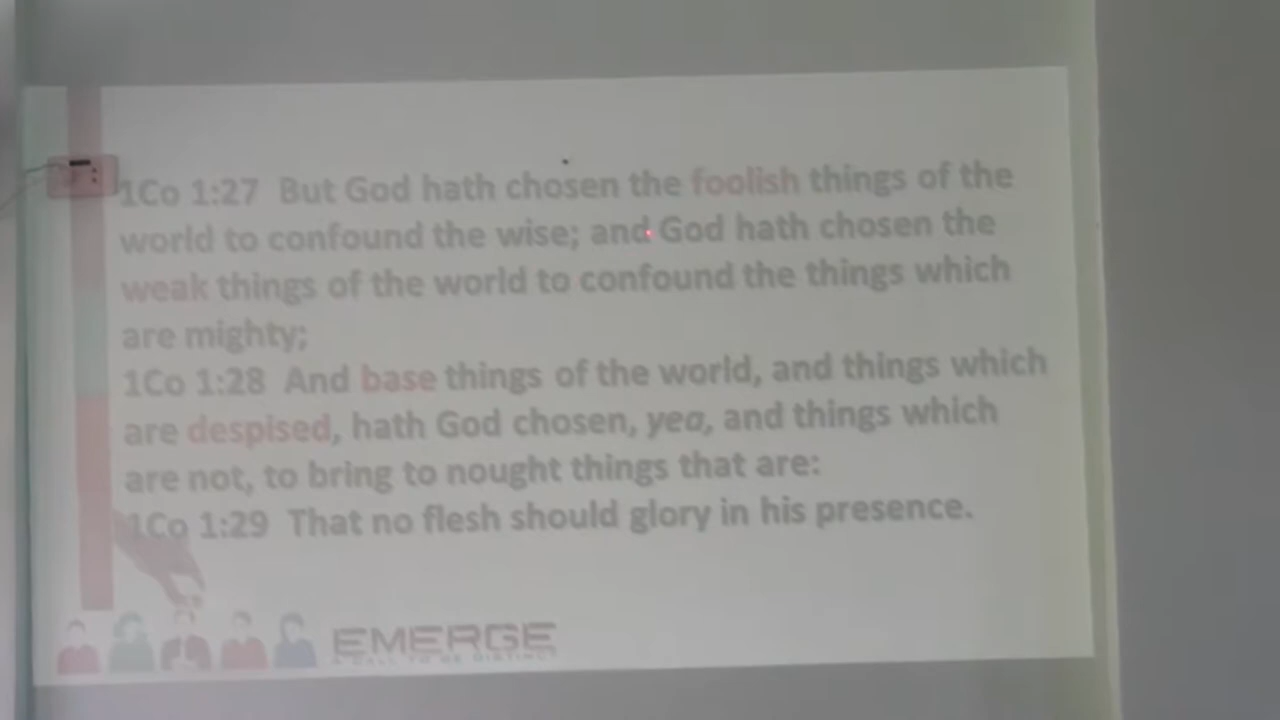 1Co 1:27 But God hath chosen the foolish things of the
world to confound the wise; and God hath chosen the
weak things of the world to confound the things which
are mighty;
1Co 1:28 And base things of the world, and things which
are despised, hath God chosen, yea, and things which
are not, to bring to nought things that are:
1Co 1:29 That no flesh should glory in his presence.
EMERGE
A CALL TO BE DISTINCT